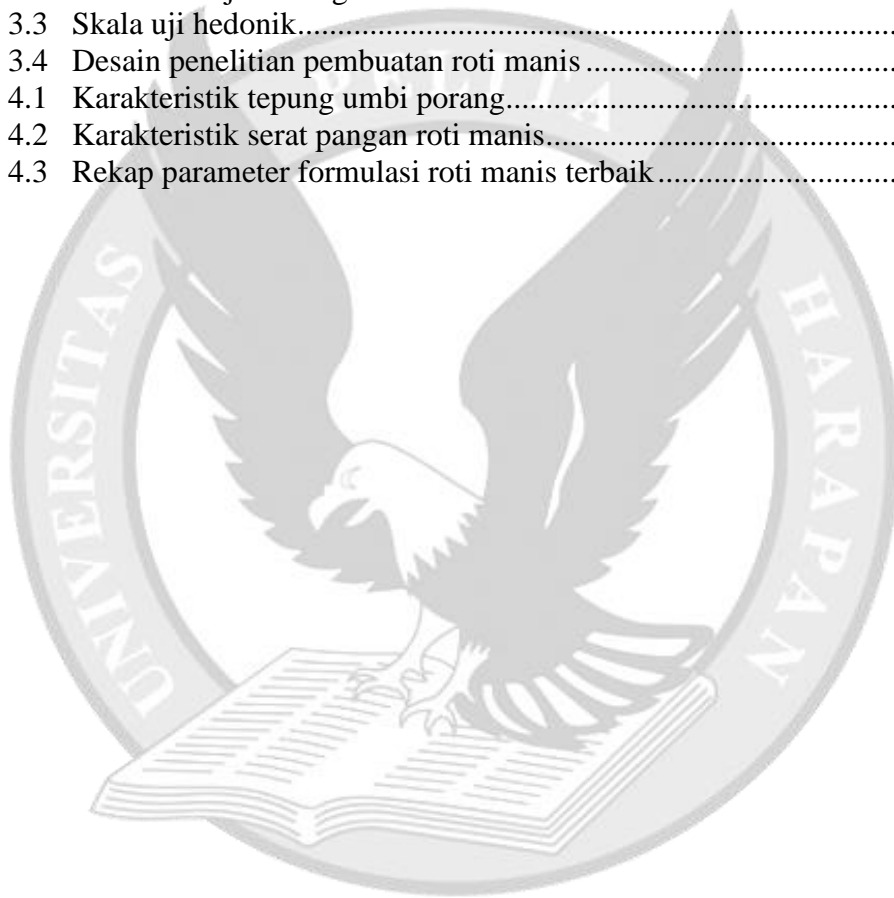 3.3 Skala uji hedonik..........................................................................
3.4 Desain penelitian pembuatan roti manis.......................................
4.1 Karakteristik tepung umbi porang.................................................
4.2 Karakteristik serat pangan roti manis............................................
4.3 Rekap parameter formulasi roti manis terbaik..............................
UNIVERSITAS PELITA HARAPAN